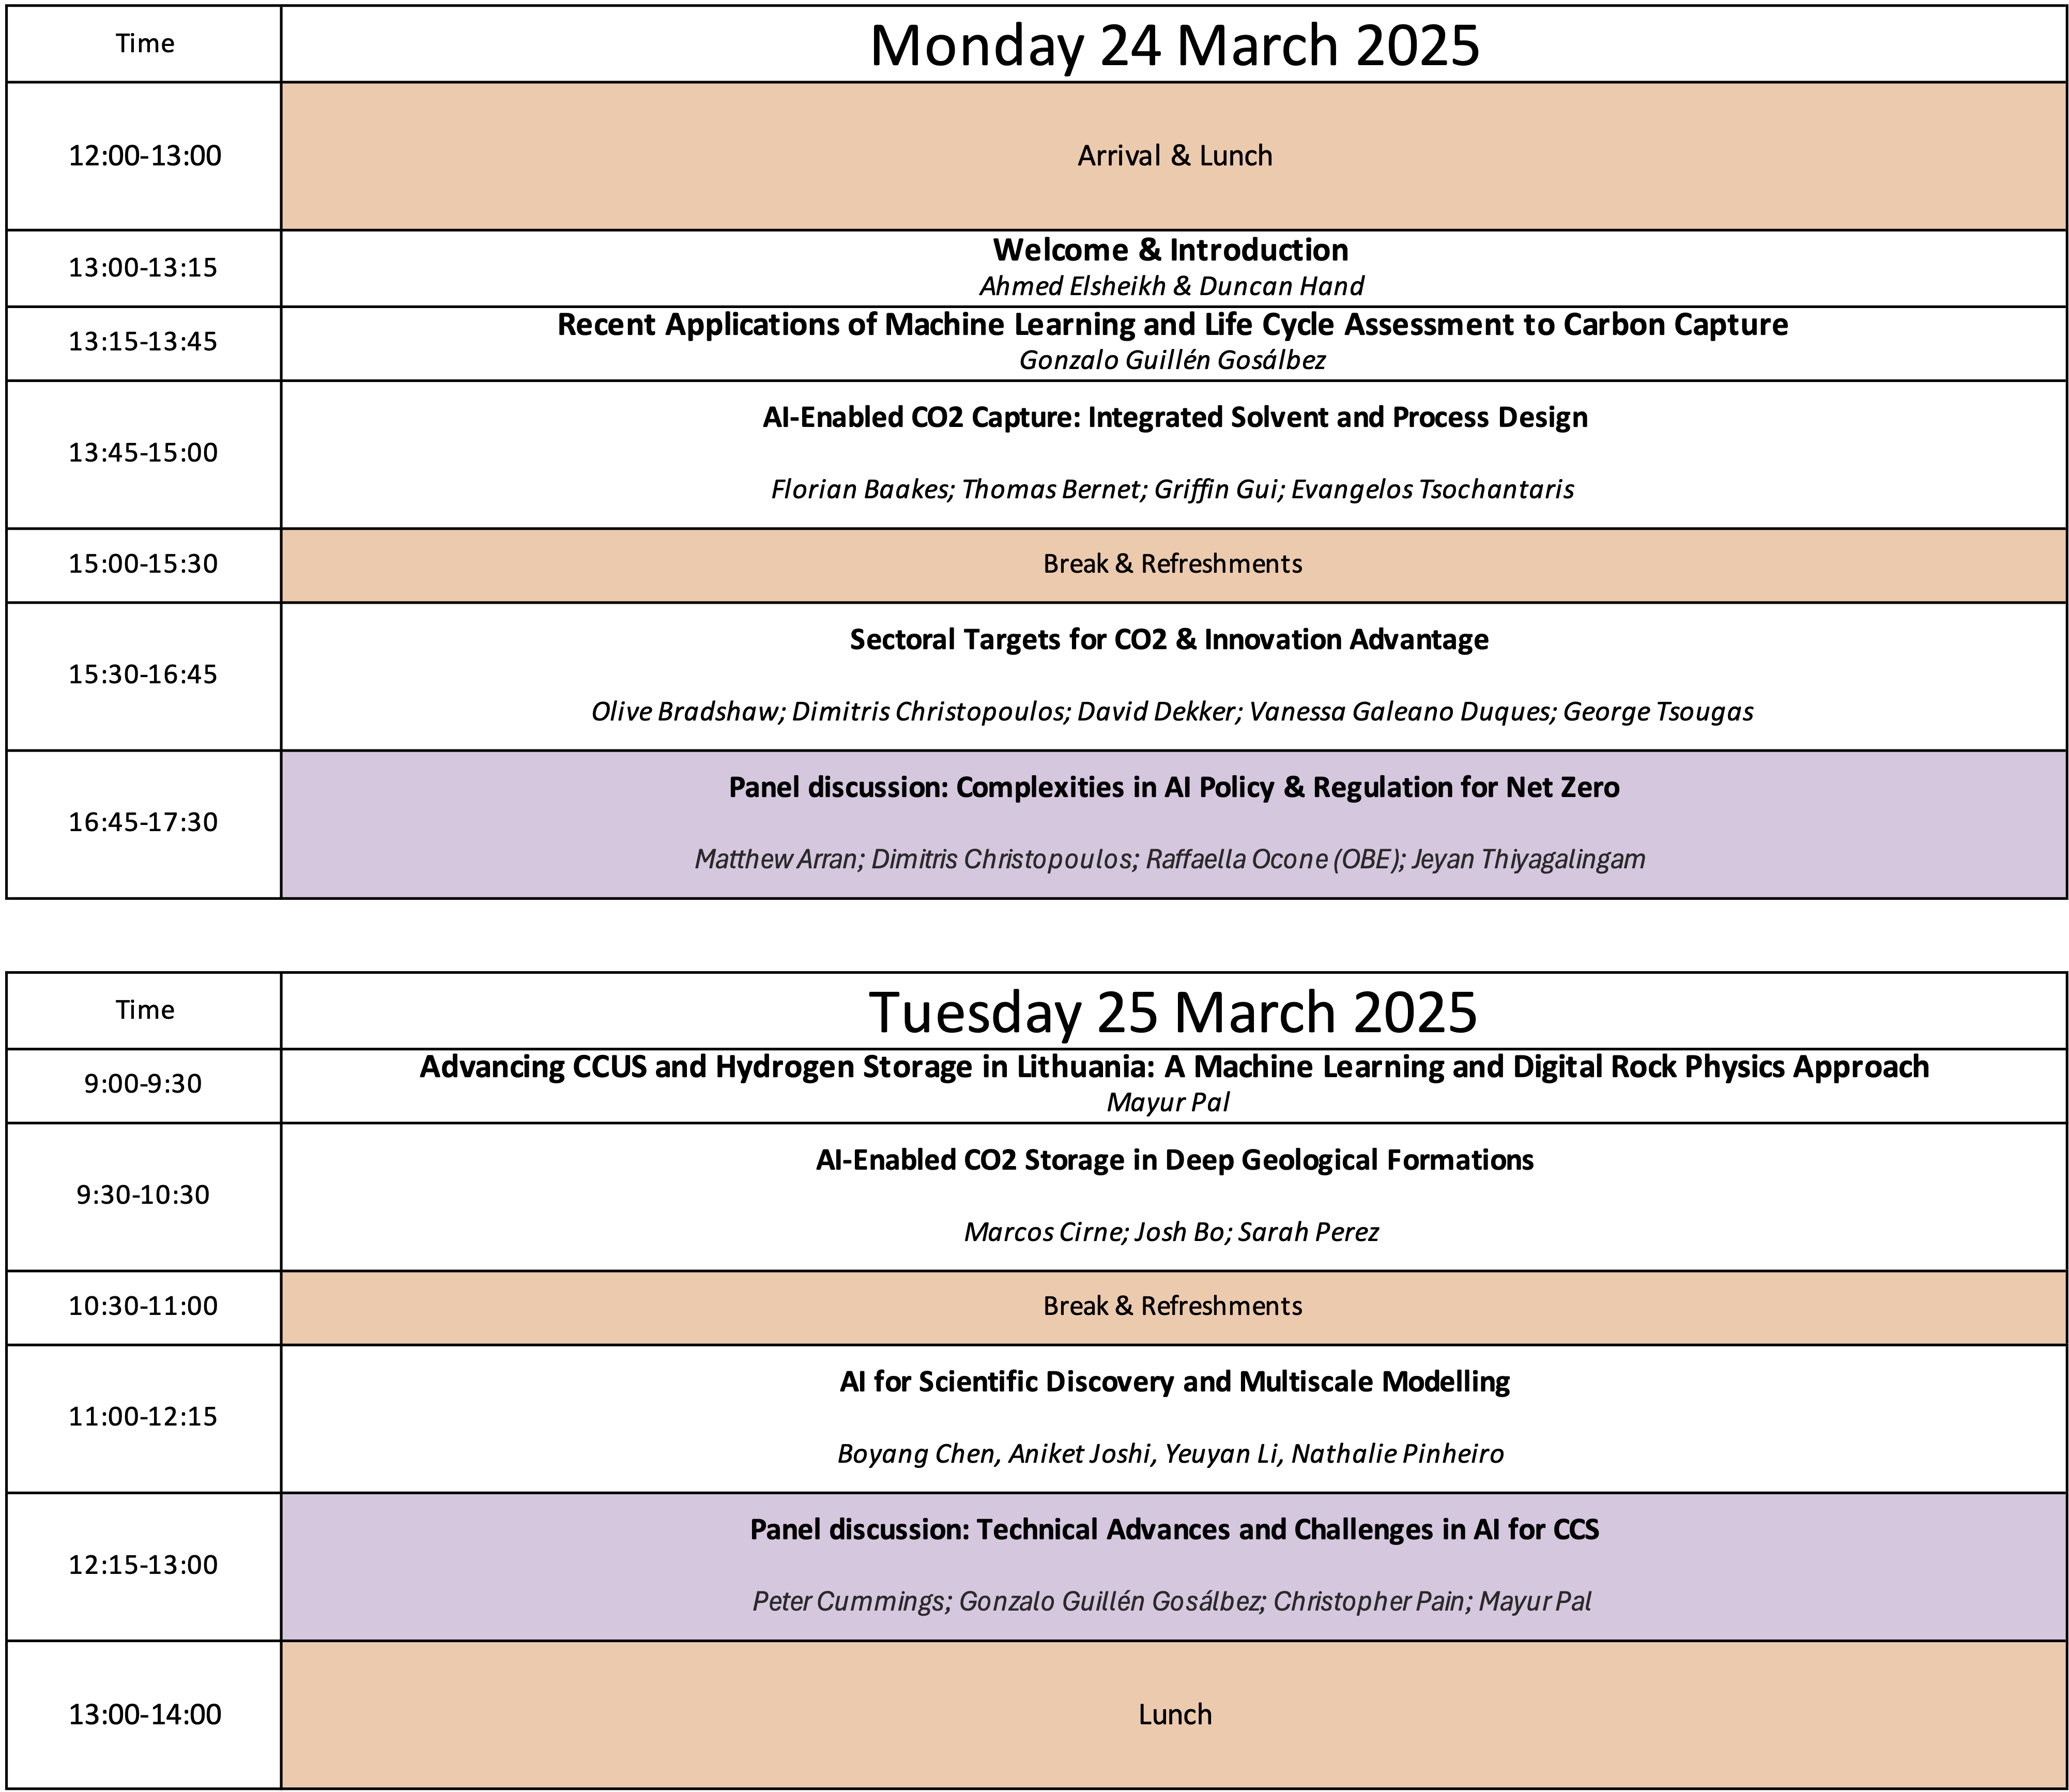 Time
Monday 24 March 2025
12:00-13:00
Arrival & Lunch
13:00-13:15
Welcome & Introduction
Ahmed Elsheikh & Duncan Hand
13:15-13:45
Recent Applications of Machine Learning and Life Cycle Assessment to Carbon Capture
Gonzalo Guillén Gosálbez
13:45-15:00
AI-Enabled CO2 Capture: Integrated Solvent and Process Design
Florian Baakes; Thomas Bernet; Griffin Gui; Evangelos Tsochantaris
15:00-15:30
Break & Refreshments
15:30-16:45
Sectoral Targets for CO2 & Innovation Advantage
Olive Bradshaw; Dimitris Christopoulos; David Dekker; Vanessa Galeano Duques; George Tsougas
16:45-17:30
Panel discussion: Complexities in AI Policy & Regulation for Net Zero
Matthew Arran; Dimitris Christopoulos; Raffaella Ocone (OBE); Jeyan Thiyagalingam
Time
Tuesday 25 March 2025
9:00-9:30
Advancing CCUS and Hydrogen Storage in Lithuania: A Machine Learning and Digital Rock Physics Approach
Mayur Pal
9:30-10:30
AI-Enabled CO2 Storage in Deep Geological Formations
Marcos Cirne; Josh Bo; Sarah Perez
10:30-11:00
Break & Refreshments
11:00-12:15
AI for Scientific Discovery and Multiscale Modelling
Boyang Chen, Aniket Joshi, Yeuyan Li, Nathalie Pinheiro
12:15-13:00
Panel discussion: Technical Advances and Challenges in AI for CCS
Peter Cummings; Gonzalo Guillén Gosálbez; Christopher Pain; Mayur Pal
13:00-14:00
Lunch